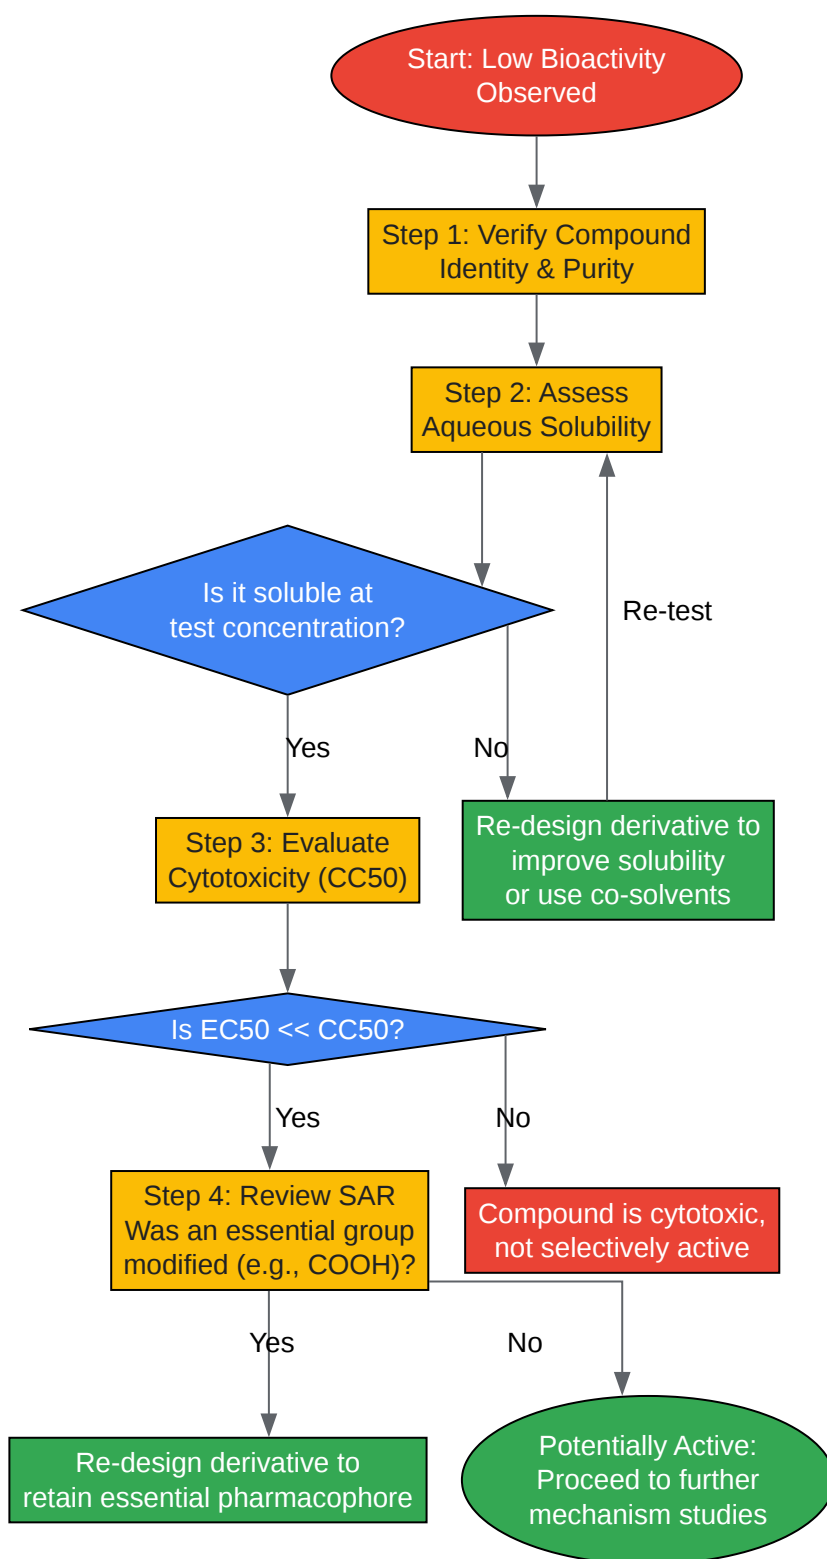 Start: Low Bioactivity
Observed
Step 1: Verify Compound
Identity & Purity
Step 2: Assess
Aqueous Solubility
Is it soluble at
test concentration?
Re-test
Yes
No
Step 3: Evaluate
Cytotoxicity (CC50)
Re-design derivative to
improve solubility
or use co-solvents
Is EC50 << CC50?
Yes
No
Step 4: Review SAR
Was an essential group
modified (e.g., COOH)?
Compound is cytotoxic,
not selectively active
Yes
No
Re-design derivative to
retain essential pharmacophore
Potentially Active:
Proceed to further
mechanism studies